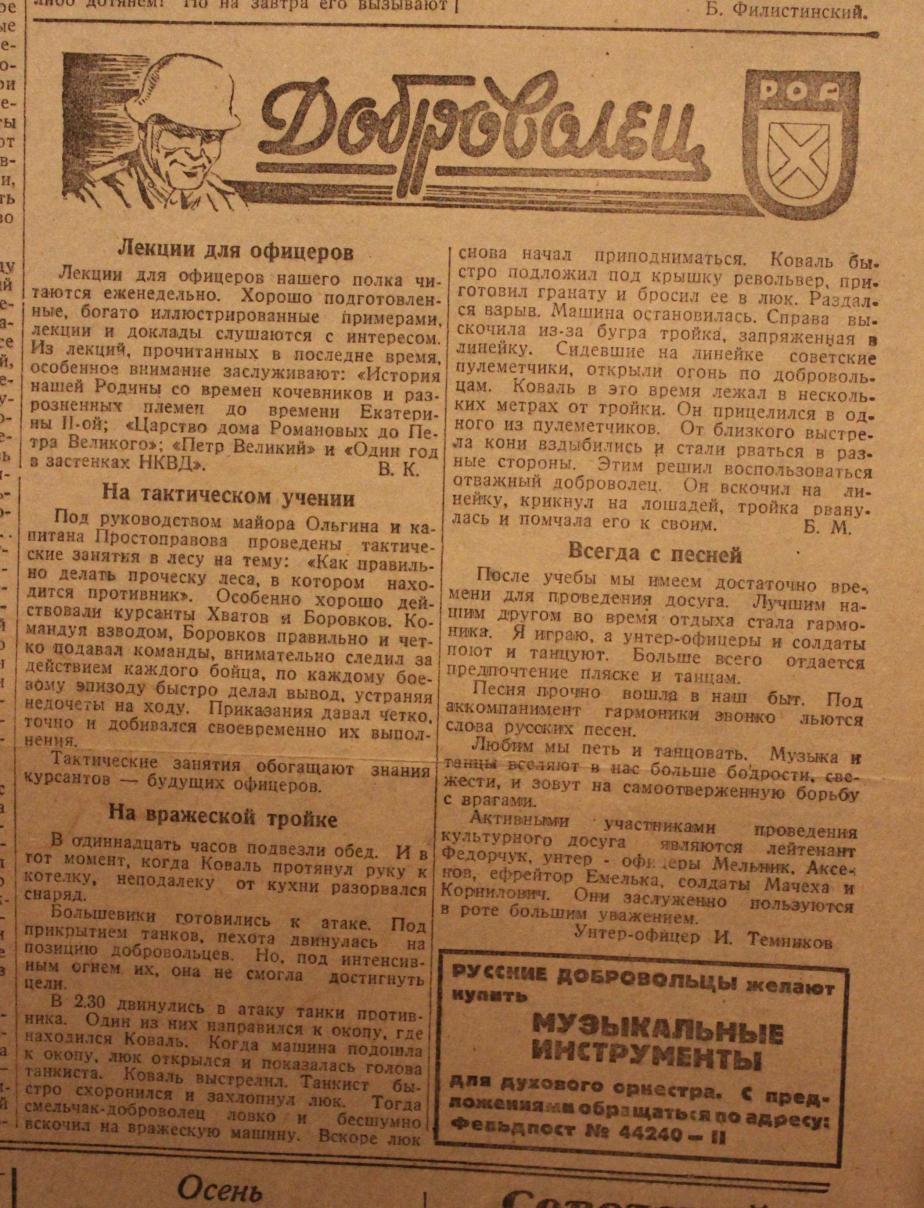 либо дотянем! Но на завтра его вызывают
Б. Филистинский.
Доброволец
РОА
Лекции для офицеров
Лекции для офицеров нашего полка чи-
таются еженедельно. Хорошо подготовлен-
ные, богато иллюстрированные примерами,
лекции и доклады слушаются с интересом.
Из лекций, прочитанных в последне время,
особенное внимание заслуживают: «История
нашей Родины со времен кочевников и раз-
розненных племен до времени Екатери-
ны II-ой; «Царство дома Романовых до Пе-
тра Великого»; «Петр Великий» и «Один год
в застенках НКВД».
В. К.
На тактическом учении
Под руководством майора Ольгина и ка-
питана Простоправова проведены тактиче-
ские занятия в лесу на тему: «Как правиль-
но делать проческу леса, в котором нахо-
дится противник». Особенно хорошо дей-
ствовали курсанты Хватов и Боровков. Ко-
мандуя взводом, Боровков правильно и чет-
ко подавал команды, внимательно следил за
действием каждого бойца, по каждому бое-
вому эпизоду быстро делал вывод, устраняя
недочеты на ходу. Приказания давал четко,
точно и добивался своевременно их выпол-
нения.
Тактические занятия обогащают знания
курсантов — будущих офицеров.
На вражеской тройке
В одиннадцать часов подвезли обед. И в
тот момент, когда Коваль протянул руку к
котелку, неподалеку от кухни разорвался
снаряд.
Большевики готовились к атаке. Под
прикрытием танков, пехота двинулась на
позицию добровольцев. Но, под интенсив-
ным огнем их, она не смогла достигнуть
цели.
В 2.30 двинулись в атаку танки против-
ника. Один из них направился к окопу, где
находился Коваль. Когда машина подошла
к окопу, люк открылся и показалась голова
танкиста. Коваль выстрелил. Танкист бы-
стро схоронился и захлопнул люк. Тогда
смельчак-доброволец ловко и бесшумно
вскочил на вражескую машину. Вскоре люк
снова начал приподниматься. Коваль бы-
стро подложил под крышку револьвер, при-
готовил гранату и бросил ее в люк. Раздал-
ся взрыв. Машина остановилась. Справа вы-
скочила из-за бугра тройка, запряженная в
линейку. Сидевшие на линейке советские
пулеметчики, открыли огонь по доброволь-
цам. Коваль в это время лежал в несколь-
ких метрах от тройки. Он прицелился в од-
ного из пулеметчиков. От близкого выстре-
ла кони вздыбились и стали рваться в раз-
ные стороны. Этим решил воспользоваться
отважный доброволец. Он вскочил на ли-
нейку, крикнул на лошадей, тройка рвану-
лась и помчала его к своим.
Б. М.
Всегда с песней
После учебы мы имеем достаточно вре-
мени для проведения досуга. Лучшим на-
шим другом во время отдыха стала гармо-
ника. Я играю, а унтер-офицеры и солдаты
поют и танцуют. Больше всего отдается
предпочтение пляске и танцам.
Песня прочно вошла в наш быт. Под
аккомпанимент гармоники звонко льются
слова русских песен.
Любим мы петь и танцовать. Музыка и
танцы вселяют в нас больше бодрости, све-
жести, и зовут на самоотверженную борьбу
с врагами.
Активными участниками проведения
культурного досуга являются лейтенант
Федорчук, унтер - офицеры Мельник, Аксе-
нов, ефрейтор Емелька, солдаты Мачеха и
Корнилович. Они заслуженно пользуются
в роте большим уважением.
Унтер-офицер И. Темников
РУССКИЕ ДОБРОВОЛЬЦЫ желают
купить
МУЗЫКАЛЬНЫЕ
ИНСТРУМЕНТЫ
для духового оркестра. С пред-
ложениями обращаться по адресу:
Фельдпост № 44240 — II
Осень